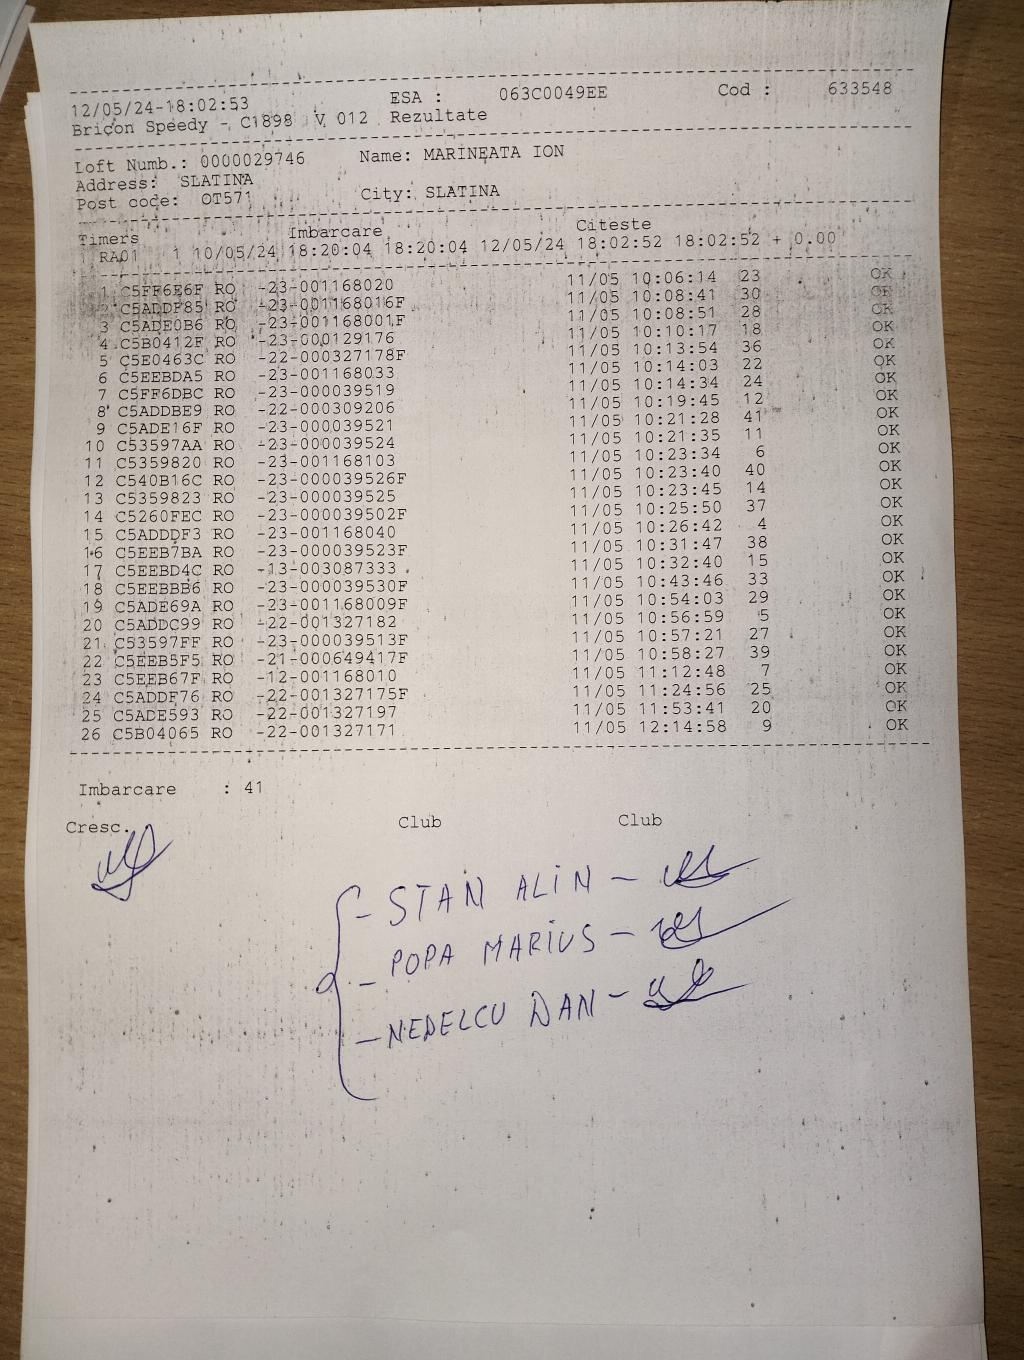 12/05/24-18:02:53 ESA : 063C0049EE Cod : 633548
Bricon Speedy - C1898 V 012 Rezultate
Loft Numb.: 0000029746 Name: MARINEATA ION
Address: SLATINA
Post code: OT571 City: SLATINA
Timers Imbarcare Citeste
RA01 1 10/05/24 18:20:04 18:20:04 12/05/24 18:02:52 18:02:52 + 0.00
1 C5FF6E6F RO -23-001168020 11/05 10:06:14 23 OK
2 C5ADDF85 RO -23-001168016F 11/05 10:08:41 30 OK
3 C5ADE0B6 RO -23-001168001F 11/05 10:08:51 28 OK
4 C5B0412F RO -23-000129176 11/05 10:10:17 18 OK
5 C5E0463C RO -22-000327178F 11/05 10:13:54 36 OK
6 C5EEBDA5 RO -23-001168033 11/05 10:14:03 22 OK
7 C5FF6DBC RO -23-000039519 11/05 10:14:34 24 OK
8 C5ADDBE9 RO -22-000309206 11/05 10:19:45 12 OK
9 C5ADE16F RO -23-000039521 11/05 10:21:28 41 OK
10 C53597AA RO -23-000039524 11/05 10:21:35 11 OK
11 C5359820 RO -23-001168103 11/05 10:23:34 6 OK
12 C540B16C RO -23-000039526F 11/05 10:23:40 40 OK
13 C5359823 RO -23-000039525 11/05 10:23:45 14 OK
14 C5260FEC RO -23-000039502F 11/05 10:25:50 37 OK
15 C5ADDDF3 RO -23-001168040 11/05 10:26:42 4 OK
16 C5EEB7BA RO -23-000039523F 11/05 10:31:47 38 OK
17 C5EEBD4C RO -13-003087333 11/05 10:32:40 15 OK
18 C5EEBBB6 RO -23-000039530F 11/05 10:43:46 33 OK
19 C5ADE69A RO -23-001168009F 11/05 10:54:03 29 OK
20 C5ADDC99 RO -22-001327182 11/05 10:56:59 5 OK
21 C53597FF RO -23-000039513F 11/05 10:57:21 27 OK
22 C5EEB5F5 RO -21-000649417F 11/05 10:58:27 39 OK
23 C5EEB67F RO -12-001168010 11/05 11:12:48 7 OK
24 C5ADDF76 RO -22-001327175F 11/05 11:24:56 25 OK
25 C5ADE593 RO -22-001327197 11/05 11:53:41 20 OK
26 C5B04065 RO -22-001327171 11/05 12:14:58 9 OK
Imbarcare : 41
Cresc. Club Club
- STAN ALIN -
- POPA MARIUS -
- NEDELCU DAN -